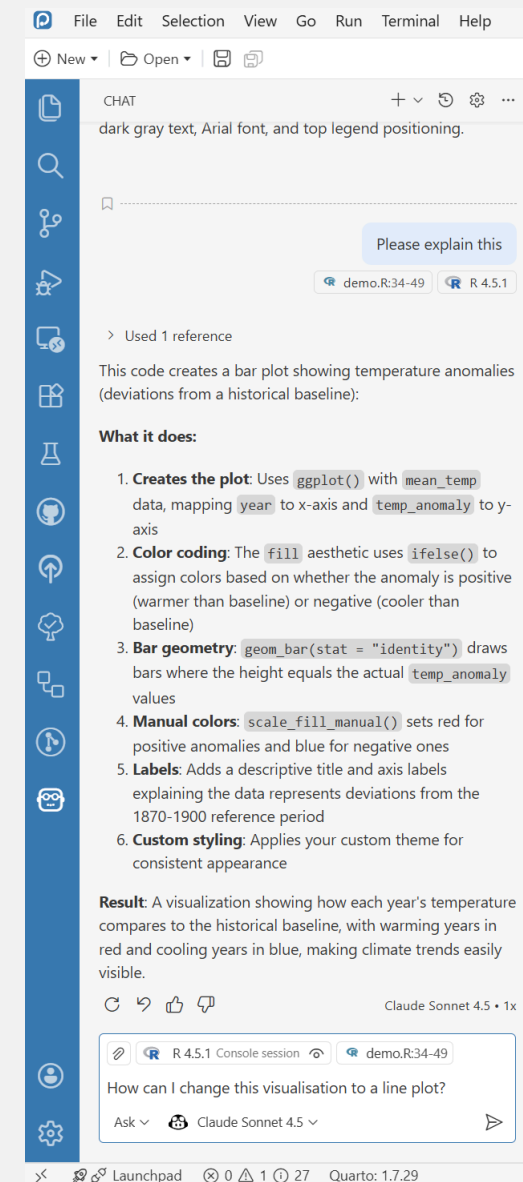 File Edit Selection View Go Run Terminal Help
New Open
CHAT
dark gray text, Arial font, and top legend positioning.
Please explain this
demo.R:34-49 R 4.5.1
Used 1 reference
This code creates a bar plot showing temperature anomalies
(deviations from a historical baseline):
What it does:
1. Creates the plot: Uses ggplot() with mean_temp
data, mapping year to x-axis and temp_anomaly to y-
axis
2. Color coding: The fill aesthetic uses ifelse() to
assign colors based on whether the anomaly is positive
(warmer than baseline) or negative (cooler than
baseline)
3. Bar geometry: geom_bar(stat = "identity") draws
bars where the height equals the actual temp_anomaly
values
4. Manual colors: scale_fill_manual() sets red for
positive anomalies and blue for negative ones
5. Labels: Adds a descriptive title and axis labels
explaining the data represents deviations from the
1870-1900 reference period
6. Custom styling: Applies your custom theme for
consistent appearance
Result: A visualization showing how each year's temperature
compares to the historical baseline, with warming years in
red and cooling years in blue, making climate trends easily
visible.
Claude Sonnet 4.5 • 1x
R 4.5.1 Console session demo.R:34-49
How can I change this visualisation to a line plot?
Ask Claude Sonnet 4.5
Launchpad 0 1 27 Quarto: 1.7.29